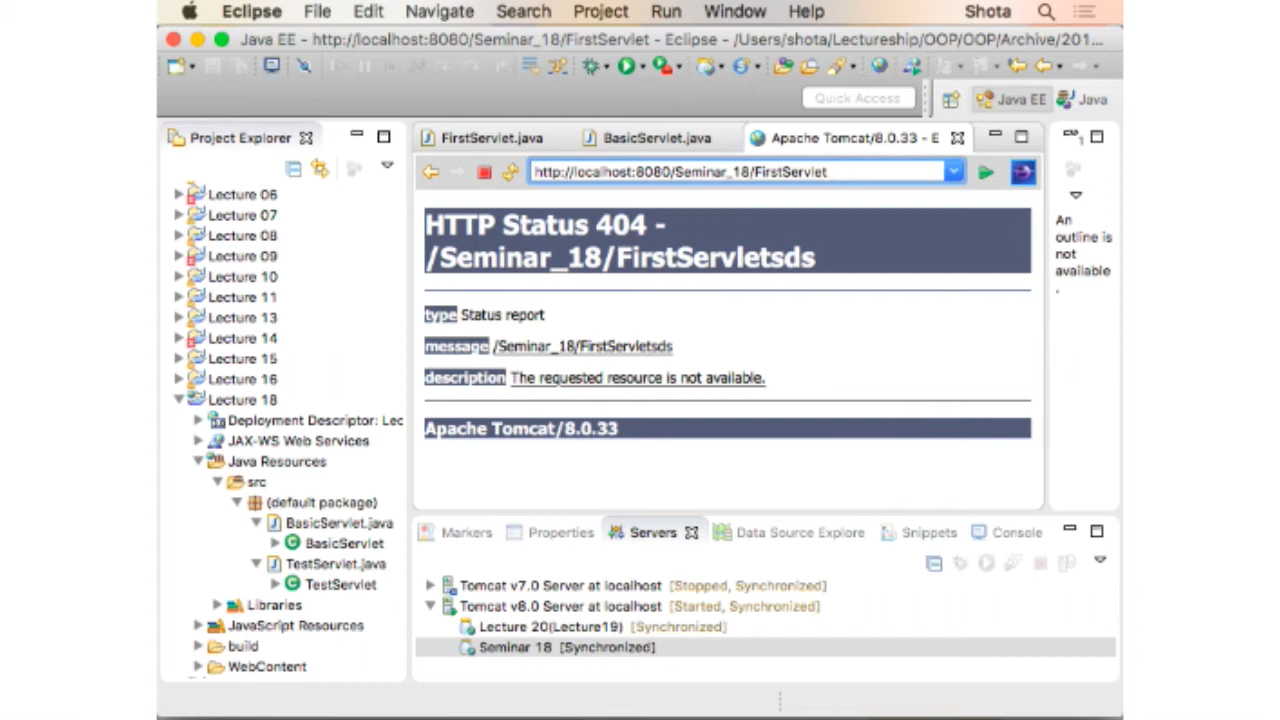 Eclipse File Edit Navigate Search Project Run Window Help Shota
Java EE - http://localhost:8080/Seminar_18/FirstServlet - Eclipse - /Users/shota/Lectureship/OOP/OOP/Archive/201...
Quick Access
Java EE
Java
Project Explorer
Lecture 06
Lecture 07
Lecture 08
Lecture 09
Lecture 10
Lecture 11
Lecture 13
Lecture 14
Lecture 15
Lecture 16
Lecture 18
Deployment Descriptor: Lec
JAX-WS Web Services
Java Resources
src
(default package)
BasicServlet.java
BasicServlet
TestServlet.java
TestServlet
Libraries
JavaScript Resources
build
WebContent
FirstServlet.java
BasicServlet.java
Apache Tomcat/8.0.33 - E
http://localhost:8080/Seminar_18/FirstServlet
HTTP Status 404 -
/Seminar_18/FirstServletsds
type Status report
message /Seminar_18/FirstServletsds
description The requested resource is not available.
Apache Tomcat/8.0.33
An
outline is
not
available
.
Markers Properties Servers Data Source Explore Snippets Console
Tomcat v7.0 Server at localhost [Stopped, Synchronized]
Tomcat v8.0 Server at localhost [Started, Synchronized]
Lecture 20(Lecture19) [Synchronized]
Seminar 18 [Synchronized]